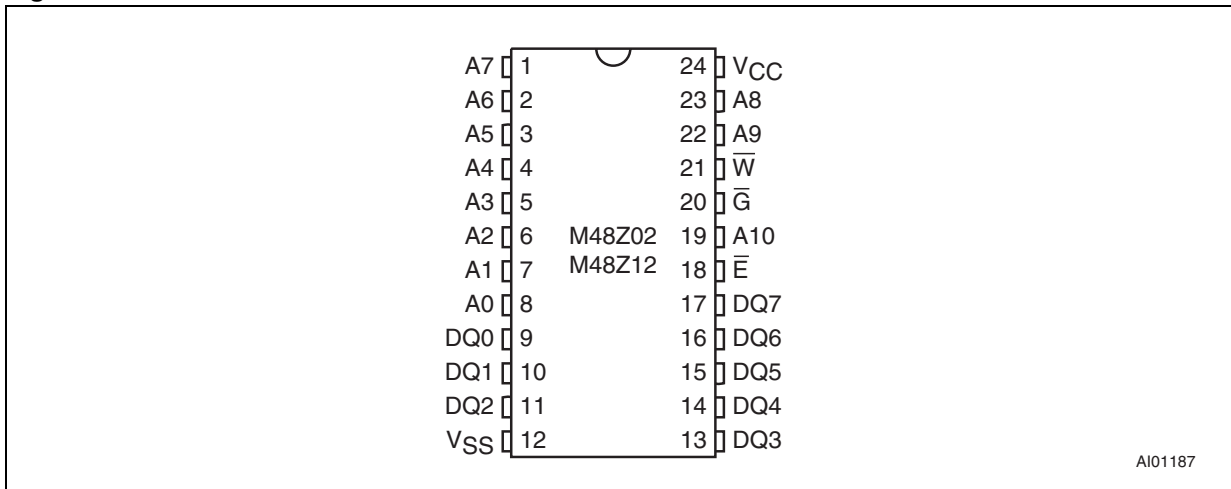 A7 1 24 VCC
A6 2 23 A8
A5 3 22 A9
A4 4 21 W̅
A3 5 20 G̅
A2 6 M48Z02 19 A10
A1 7 M48Z12 18 E̅
A0 8 17 DQ7
DQ0 9 16 DQ6
DQ1 10 15 DQ5
DQ2 11 14 DQ4
VSS 12 13 DQ3
AI01187